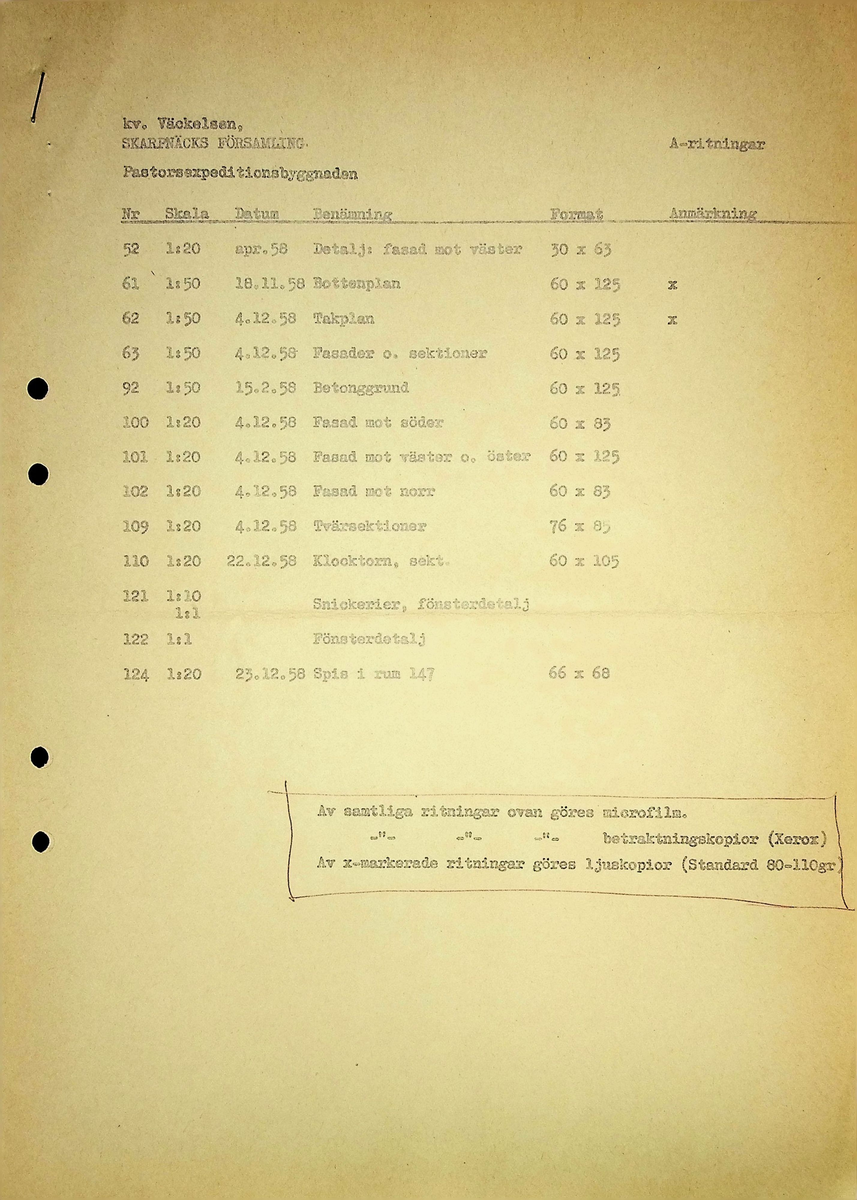 kv. Väckelsen,
SKARPNÄCKS FÖRSAMLING. A-ritningar
Pastorsexpeditionsbyggnaden
Nr Skala Datum Benämning Format Anmärkning
52 1:20 apr.58 Detalj: fasad mot väster 30 x 63
61 1:50 18.11.58 Bottenplan 60 x 125 x
62 1:50 4.12.58 Takplan 60 x 125 x
63 1:50 4.12.58 Fasader o. sektioner 60 x 125
92 1:50 15.2.58 Betonggrund 60 x 125
100 1:20 4.12.58 Fasad mot söder 60 x 83
101 1:20 4.12.58 Fasad mot väster o. öster 60 x 125
102 1:20 4.12.58 Fasad mot norr 60 x 83
109 1:20 4.12.58 Tvärsektioner 76 x 85
110 1:20 22.12.58 Klocktorn, sekt. 60 x 105
121 1:10
1:1 Snickerier, fönsterdetalj
122 1:1 Fönsterdetalj
124 1:20 23.12.58 Spis i rum 147 66 x 68
Av samtliga ritningar ovan göres microfilm.
-"- -"- -"- betraktningskopior (Xerox)
Av x-markerade ritningar göres ljuskopior (Standard 80-110gr)